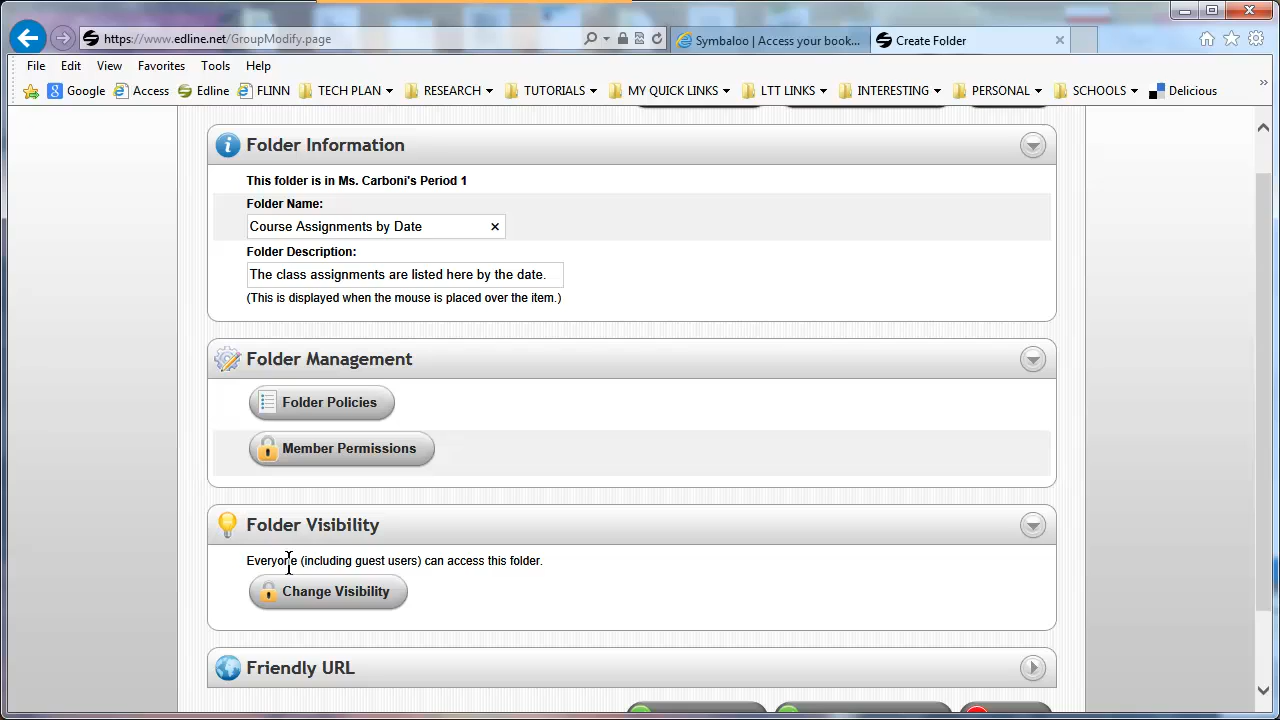 https://www.edline.net/GroupModify.page
Symbaloo | Access your book...
Create Folder
File Edit View Favorites Tools Help
Google Access Edline FLINN TECH PLAN RESEARCH TUTORIALS MY QUICK LINKS LTT LINKS INTERESTING PERSONAL SCHOOLS Delicious
Folder Information
This folder is in Ms. Carboni's Period 1
Folder Name:
Course Assignments by Date
Folder Description:
The class assignments are listed here by the date.
(This is displayed when the mouse is placed over the item.)
Folder Management
Folder Policies
Member Permissions
Folder Visibility
Everyone (including guest users) can access this folder.
Change Visibility
Friendly URL